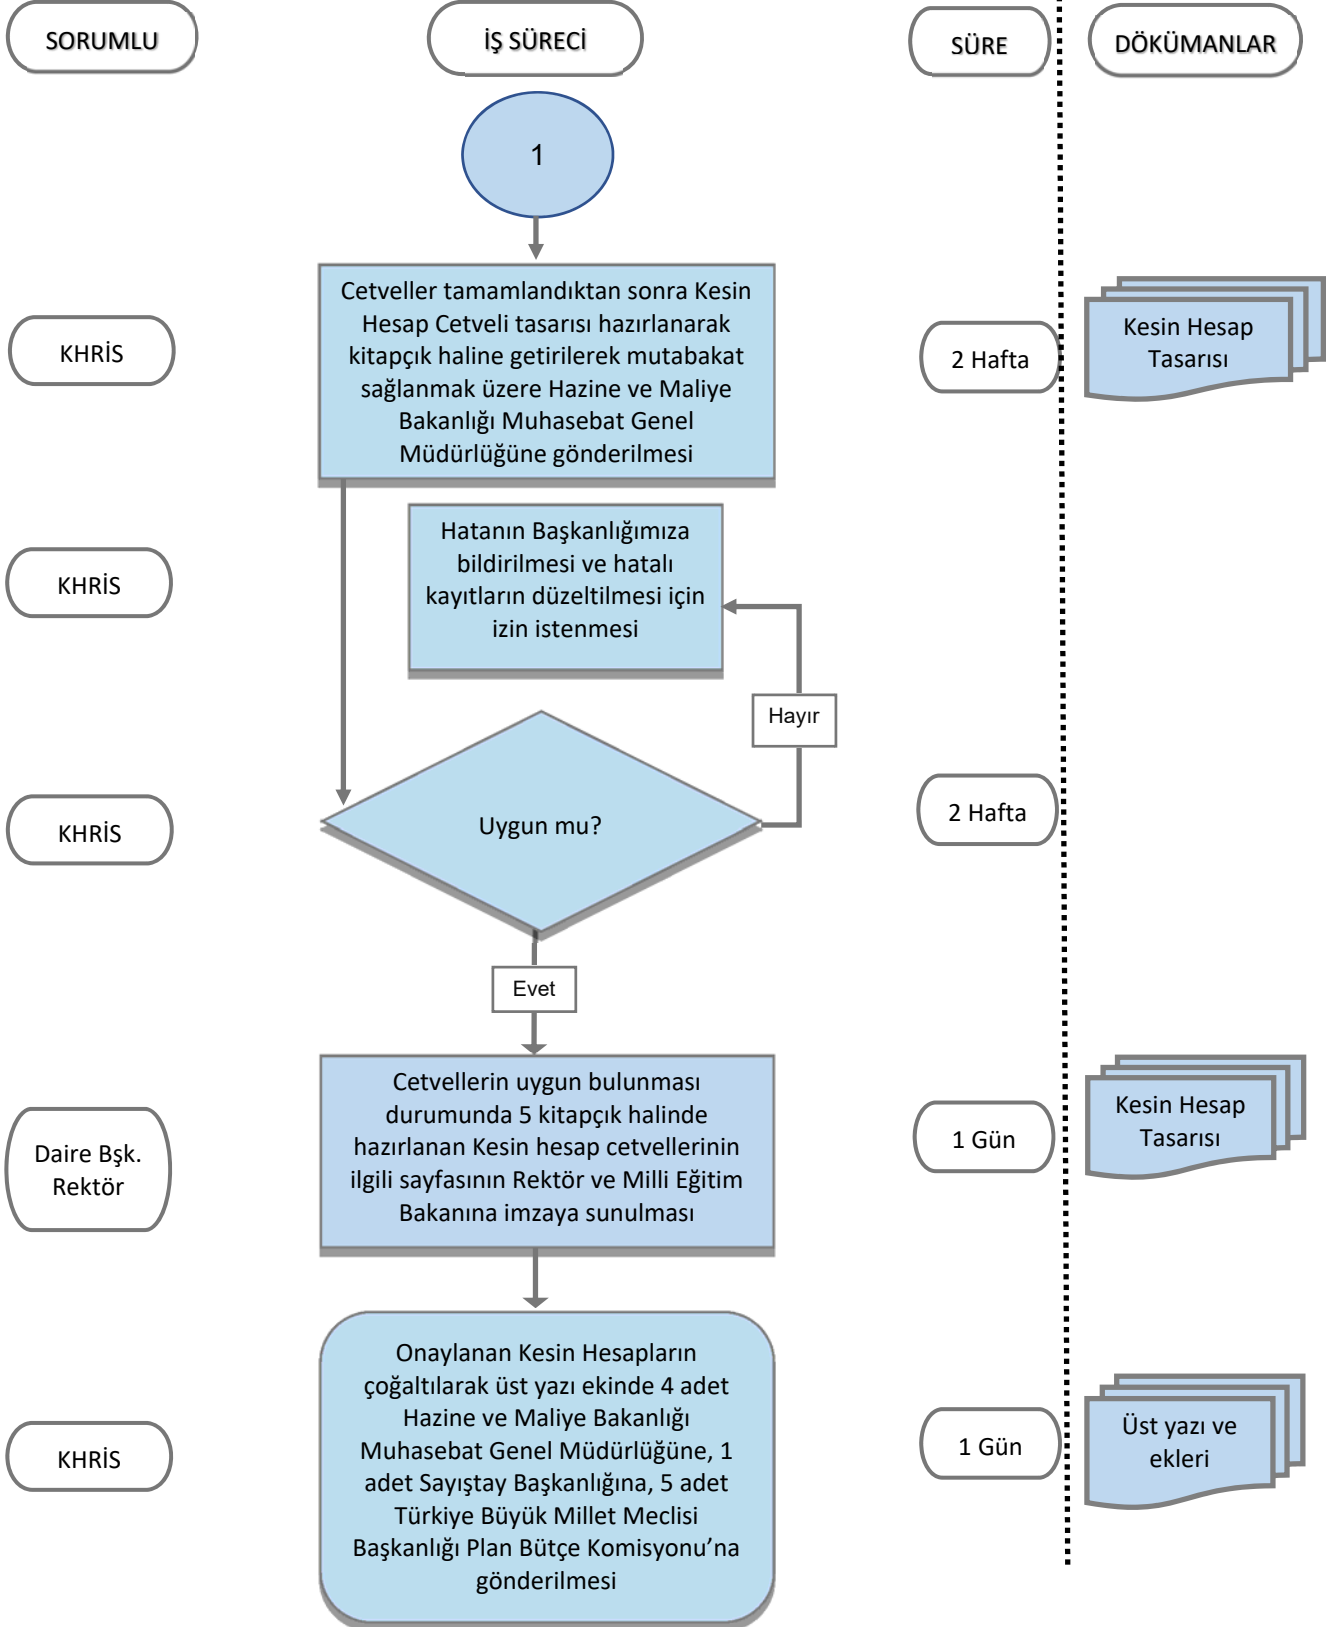 SORUMLU
İŞ SÜRECİ
SÜRE
DÖKÜMANLAR
1
KHRİS
Cetveller tamamlandıktan sonra Kesin
Hesap Cetveli tasarısı hazırlanarak
kitapçık haline getirilerek mutabakat
sağlanmak üzere Hazine ve Maliye
Bakanlığı Muhasebat Genel
Müdürlüğüne gönderilmesi
2 Hafta
Kesin Hesap
Tasarısı
KHRİS
Hatanın Başkanlığımıza
bildirilmesi ve hatalı
kayıtların düzeltilmesi için
izin istenmesi
Hayır
KHRİS
Uygun mu?
2 Hafta
Evet
Daire Bşk.
Rektör
Cetvellerin uygun bulunması
durumunda 5 kitapçık halinde
hazırlanan Kesin hesap cetvellerinin
ilgili sayfasının Rektör ve Milli Eğitim
Bakanına imzaya sunulması
1 Gün
Kesin Hesap
Tasarısı
KHRİS
Onaylanan Kesin Hesapların
çoğaltılarak üst yazı ekinde 4 adet
Hazine ve Maliye Bakanlığı
Muhasebat Genel Müdürlüğüne, 1
adet Sayıştay Başkanlığına, 5 adet
Türkiye Büyük Millet Meclisi
Başkanlığı Plan Bütçe Komisyonu’na
gönderilmesi
1 Gün
Üst yazı ve
ekleri